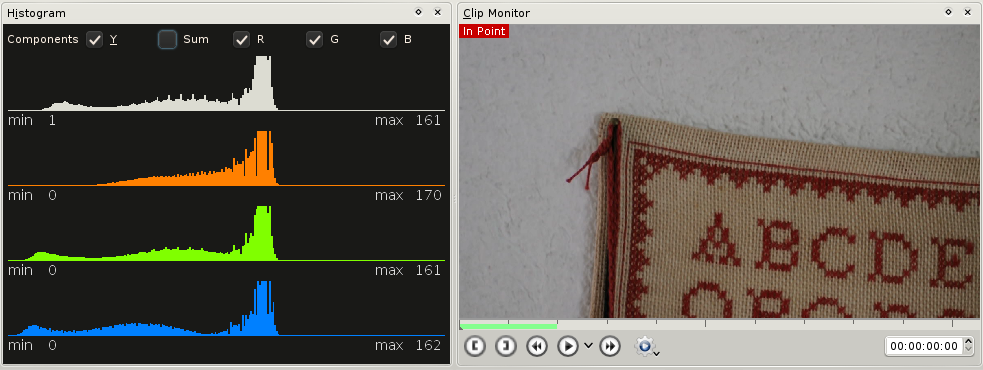 Histogram
Components Y Sum R G B
min 1 max 161
min 0 max 170
min 0 max 161
min 0 max 162
Clip Monitor
In Point
ABCDE
00:00:00:00